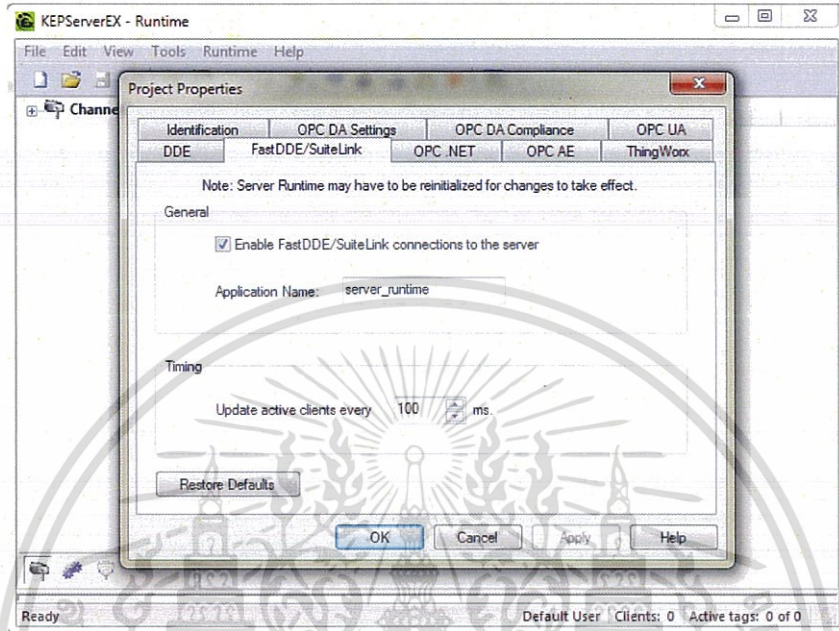 KEPServerEX - Runtime
File Edit View Tools Runtime Help
Project Properties
Channe
Identification OPC DA Settings OPC DA Compliance OPC UA
DDE FastDDE/SuiteLink OPC .NET OPC AE ThingWorx
Note: Server Runtime may have to be reinitialized for changes to take effect.
General
Enable FastDDE/SuiteLink connections to the server
Application Name: server_runtime
Timing
Update active clients every 100 ms.
Restore Defaults
OK Cancel Apply Help
Ready Default User Clients: 0 Active tags: 0 of 0